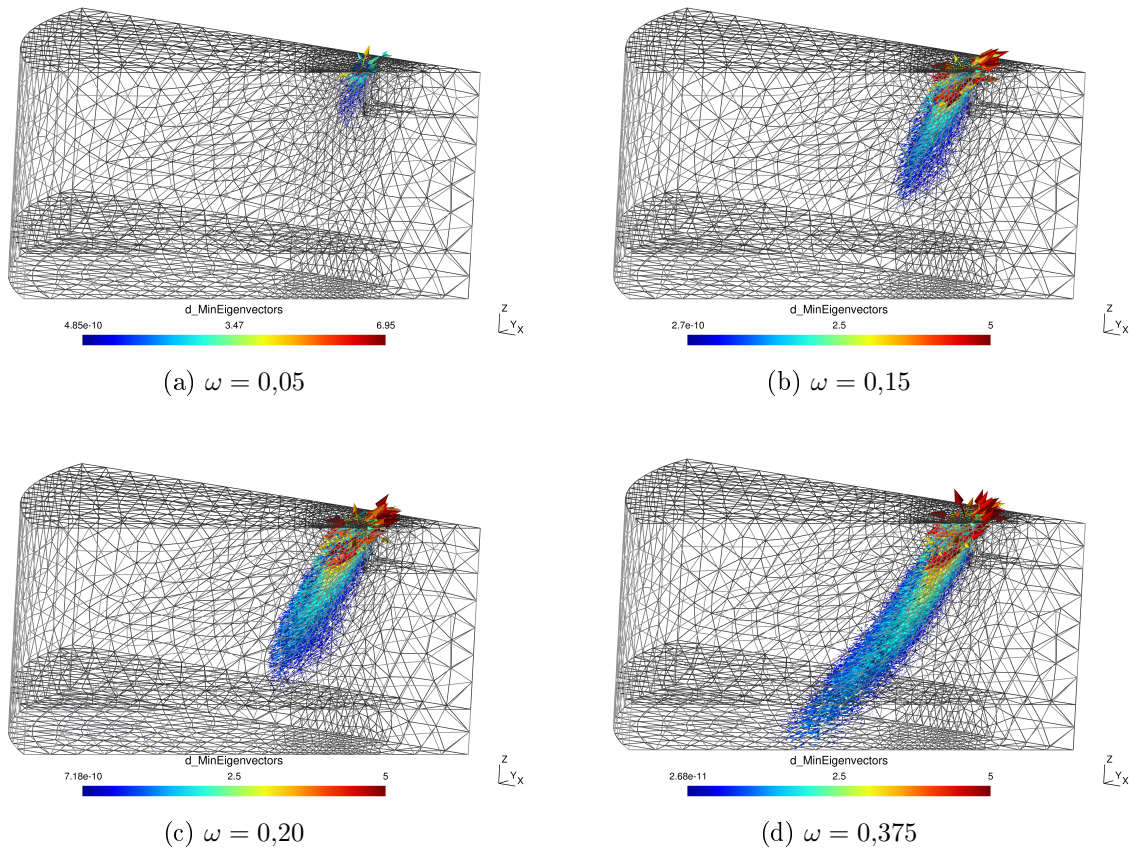 d_MinEigenvectors
4.85e-10 3.47 6.95
Z
Y X
(a) ω = 0,05
d_MinEigenvectors
2.7e-10 2.5 5
Z
Y X
(b) ω = 0,15
d_MinEigenvectors
7.18e-10 2.5 5
Z
Y X
(c) ω = 0,20
d_MinEigenvectors
2.68e-11 2.5 5
Z
Y X
(d) ω = 0,375